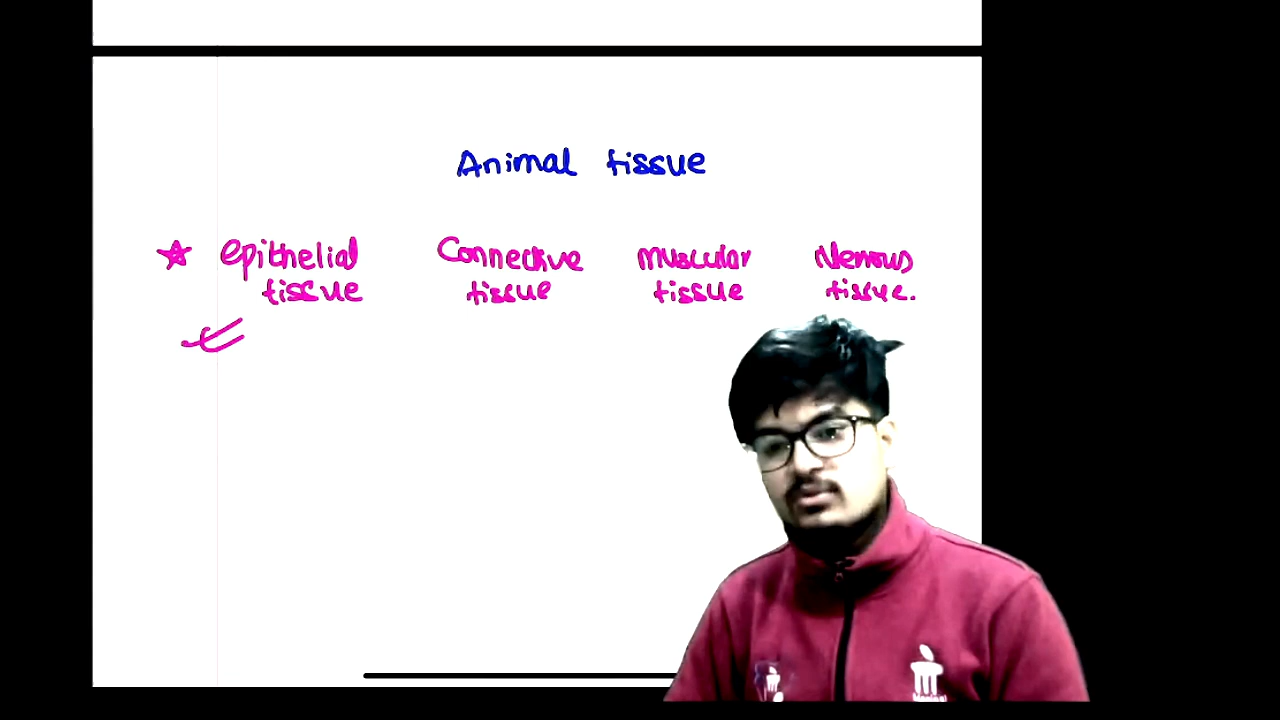 Animal tissue
☆ epithelial Connective muscular Nervous
tissue tissue tissue tissue.